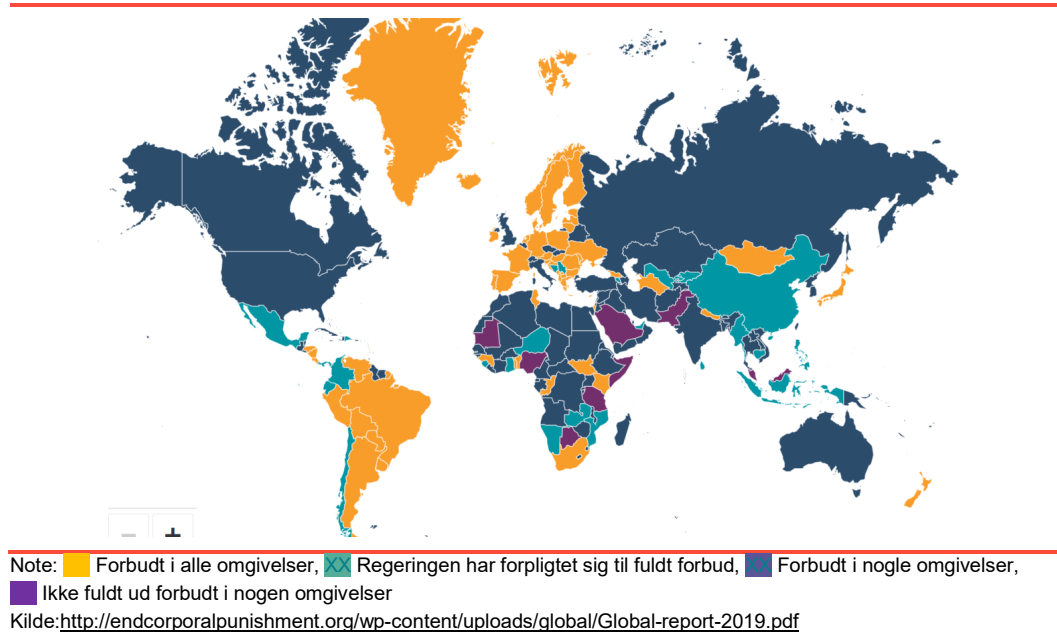 − +
Note: Forbudt i alle omgivelser, XX Regeringen har forpligtet sig til fuldt forbud, XX Forbudt i nogle omgivelser,
Ikke fuldt ud forbudt i nogen omgivelser
Kilde:http://endcorporalpunishment.org/wp-content/uploads/global/Global-report-2019.pdf